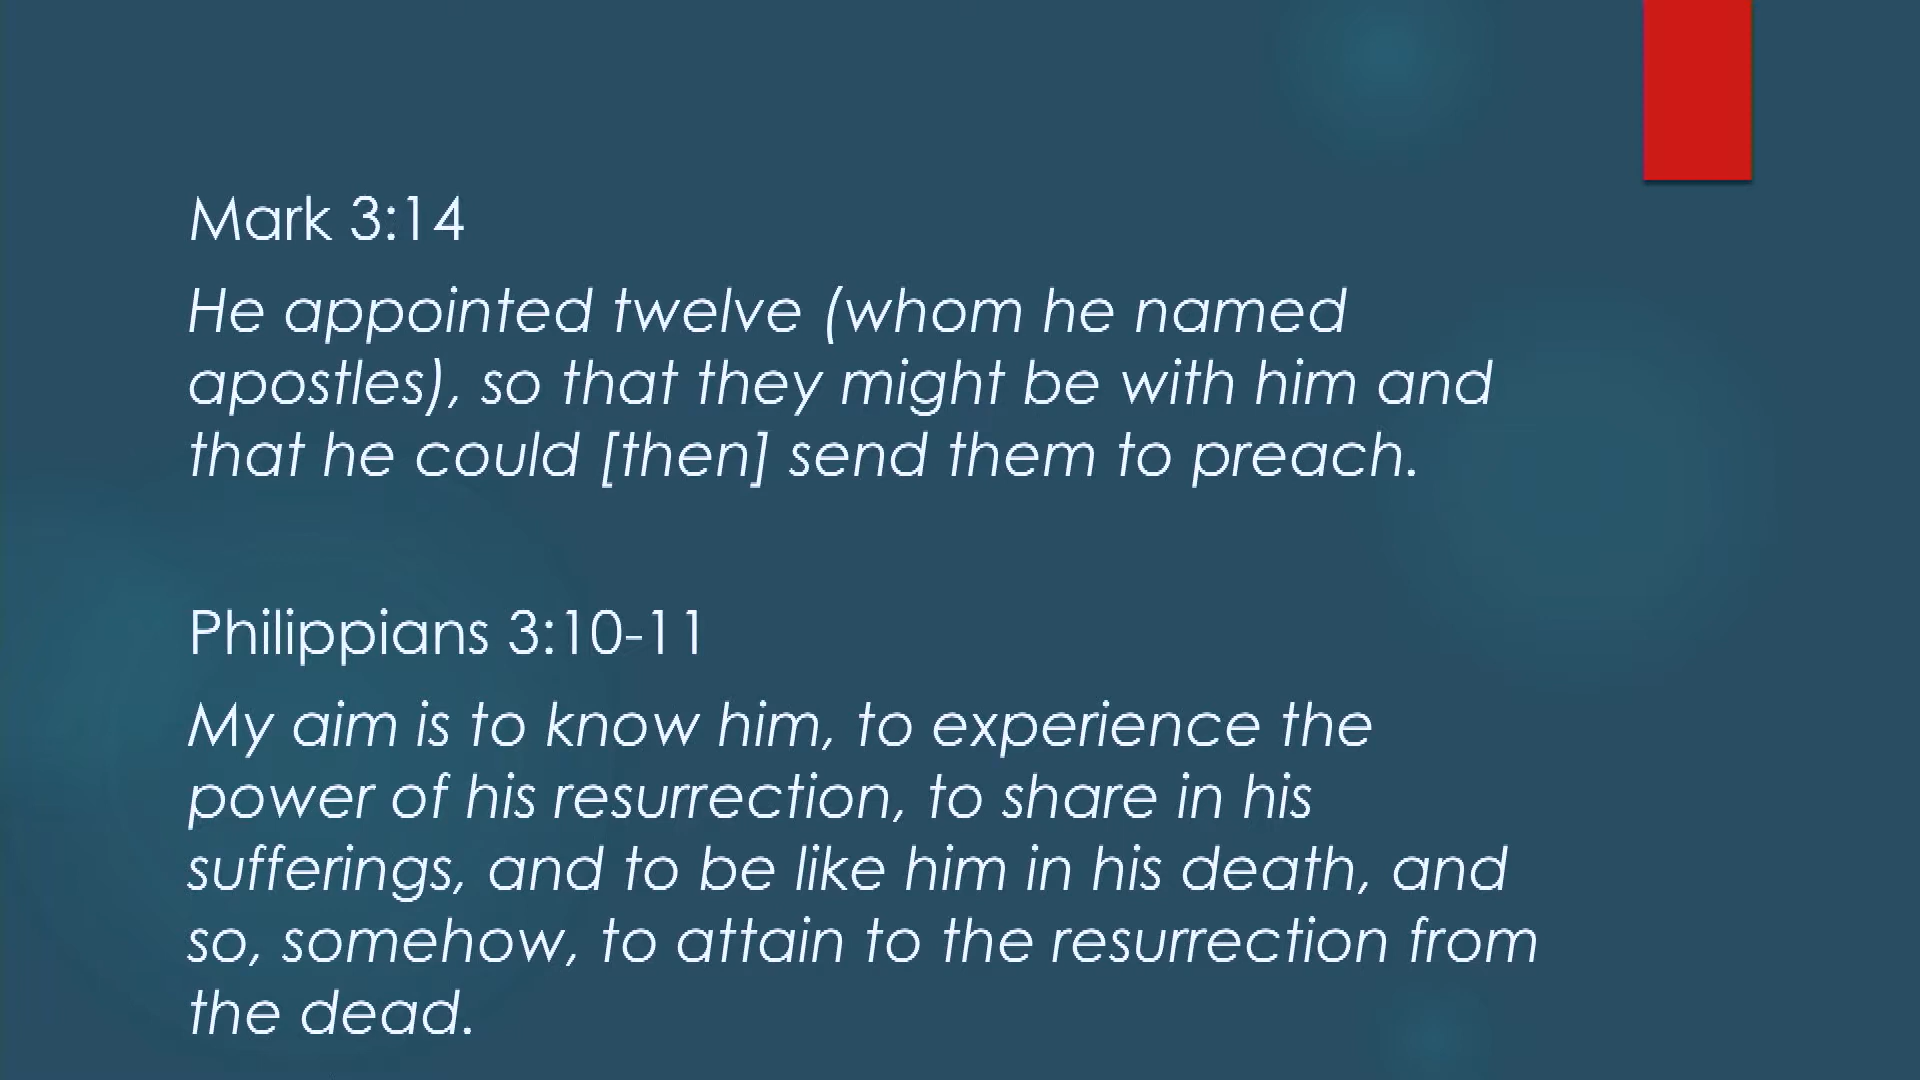 Mark 3:14
He appointed twelve (whom he named
apostles), so that they might be with him and
that he could [then] send them to preach.
Philippians 3:10-11
My aim is to know him, to experience the
power of his resurrection, to share in his
sufferings, and to be like him in his death, and
so, somehow, to attain to the resurrection from
the dead.